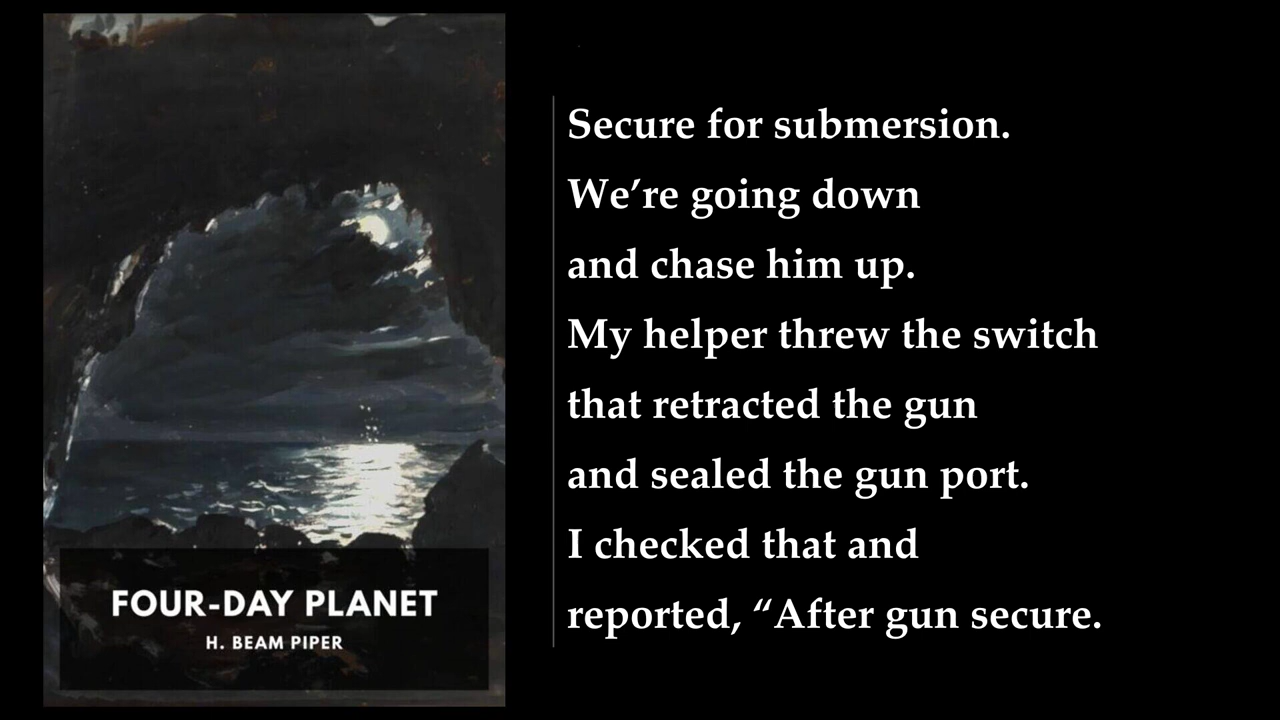 FOUR-DAY PLANET
H. BEAM PIPER
Secure for submersion.
We’re going down
and chase him up.
My helper threw the switch
that retracted the gun
and sealed the gun port.
I checked that and
reported, “After gun secure.